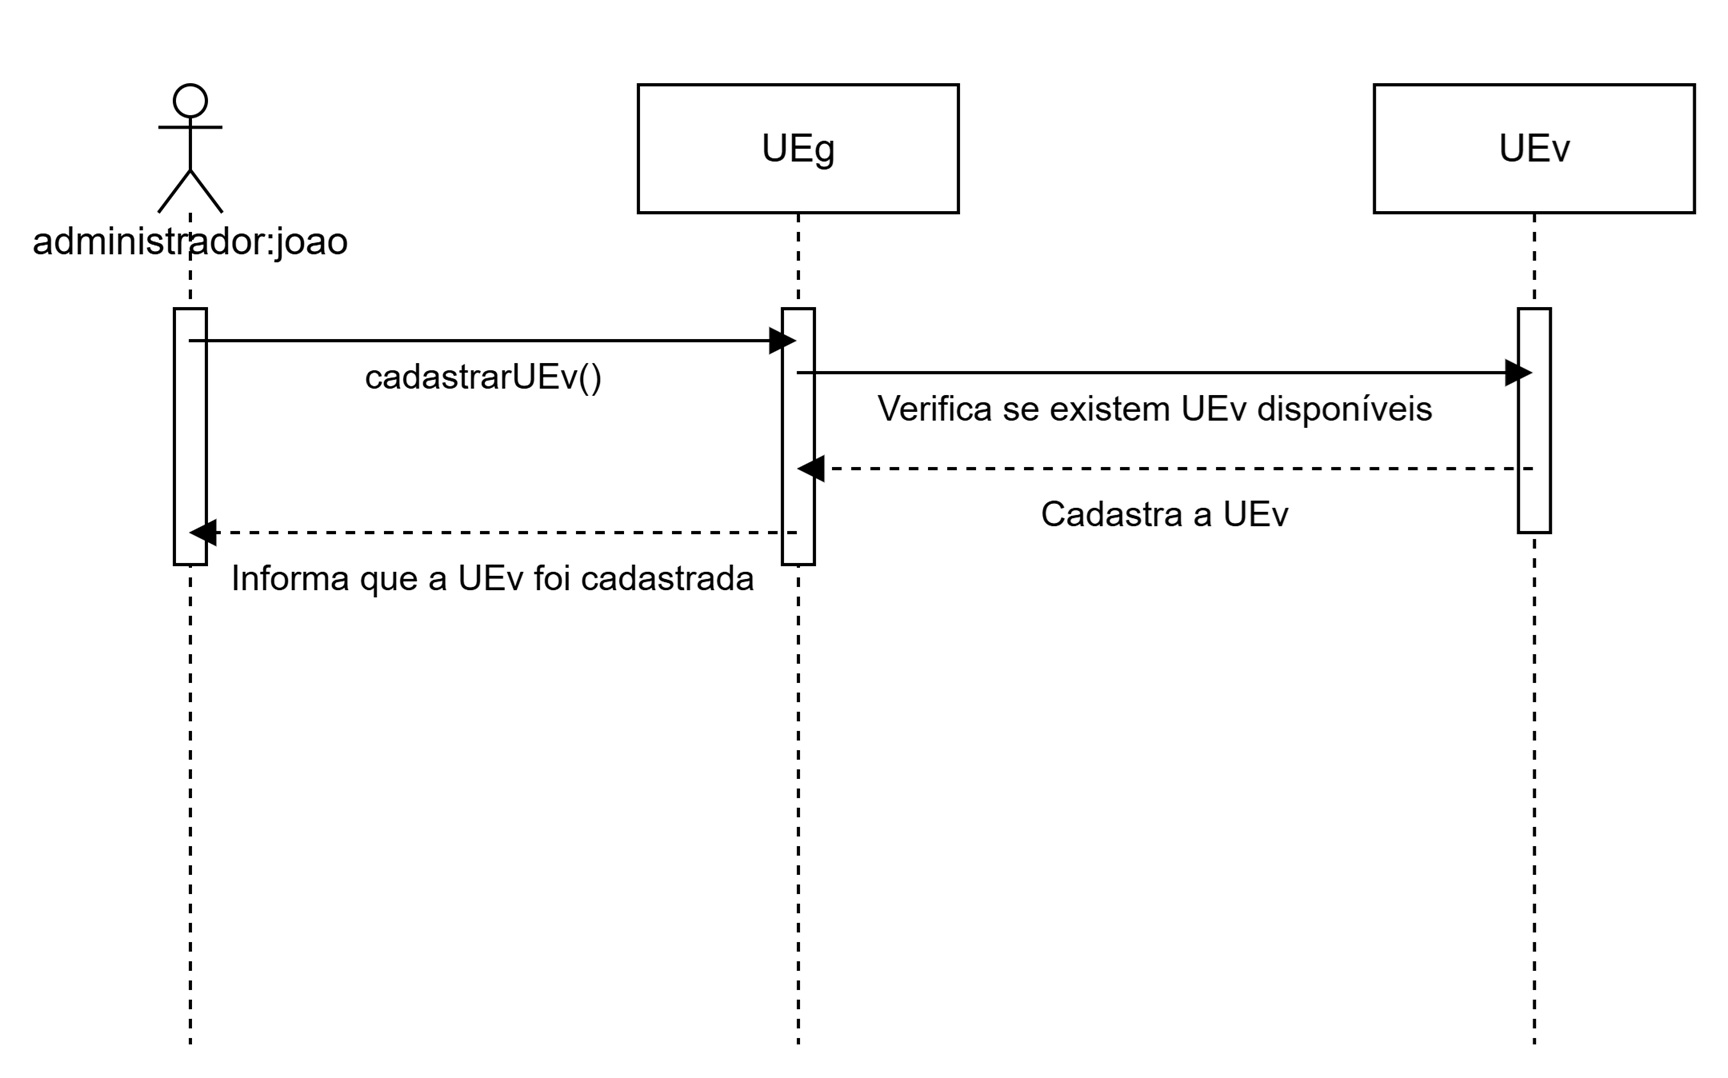 UEg
UEv
administrador:joao
cadastrarUEv()
Verifica se existem UEv disponíveis
Cadastra a UEv
Informa que a UEv foi cadastrada